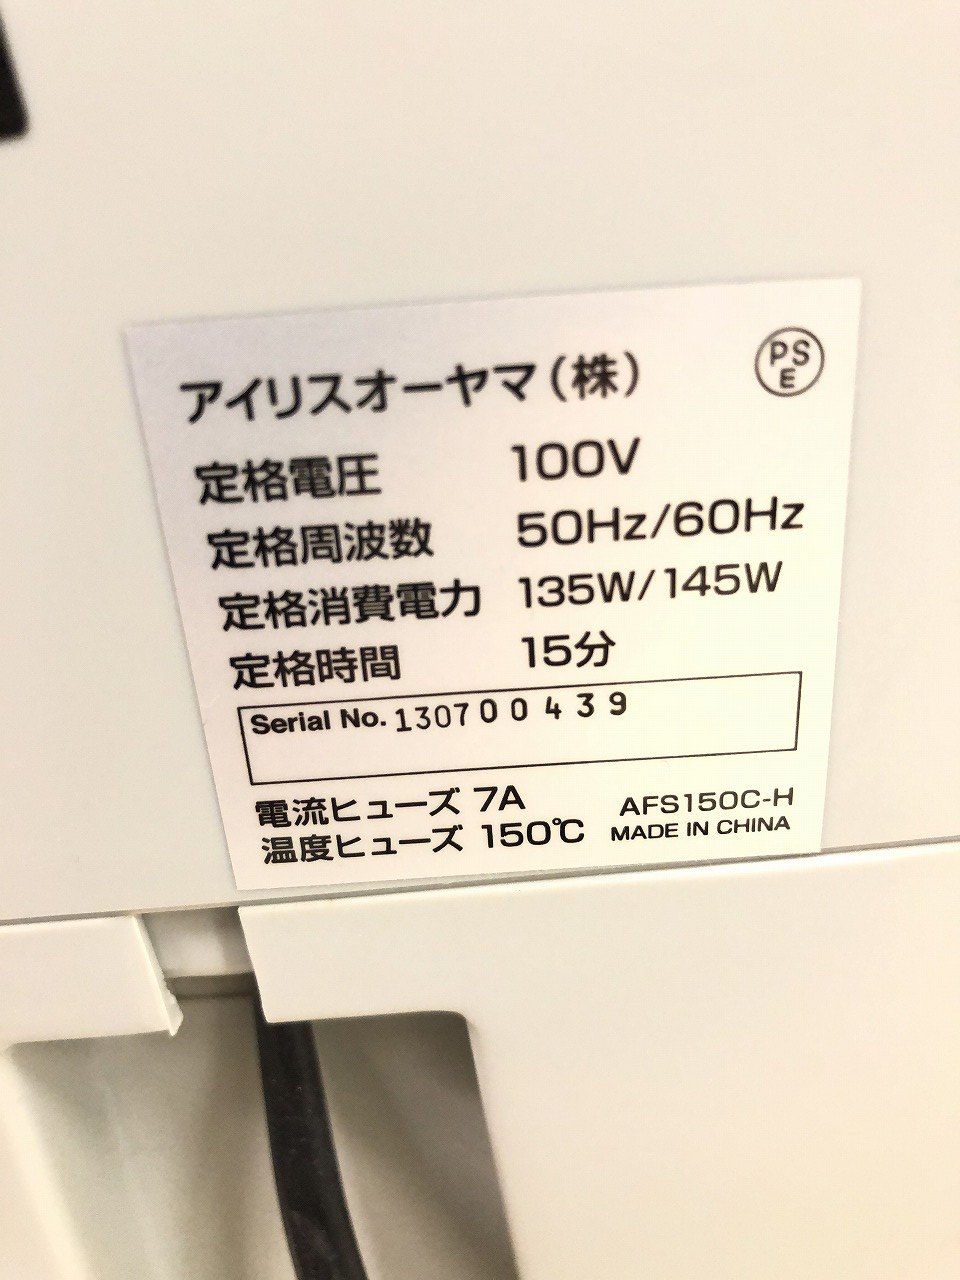 アイリスオーヤマ(株)
PSE
定格電圧 100V
定格周波数 50Hz/60Hz
定格消費電力 135W/145W
定格時間 15分
Serial No. 130700439
電流ヒューズ 7A AFS150C-H
温度ヒューズ 150℃ MADE IN CHINA